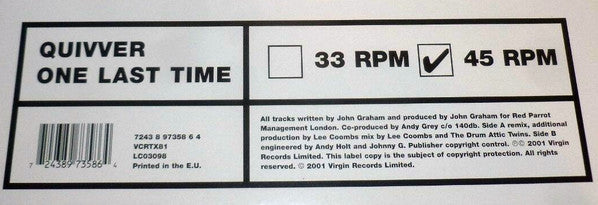 QUIVVER
ONE LAST TIME
33 RPM
45 RPM
7243 8 97358 6 4
VCRTX81
LC03098
Printed in the E.U.
7 24389 73586 4
All tracks written by John Graham and produced by John Graham for Red Parrot
Management London. Co-produced by Andy Grey c/o 140db. Side A remix, additional
production by Lee Coombs mix by Lee Coombs and The Drum Attic Twins. Side B
engineered by Andy Holt and Johnny G. Publisher copyright control. ℗© 2001 Virgin
Records Limited. This label copy is the subject of copyright protection. All rights
reserved. © 2001 Virgin Records Limited.